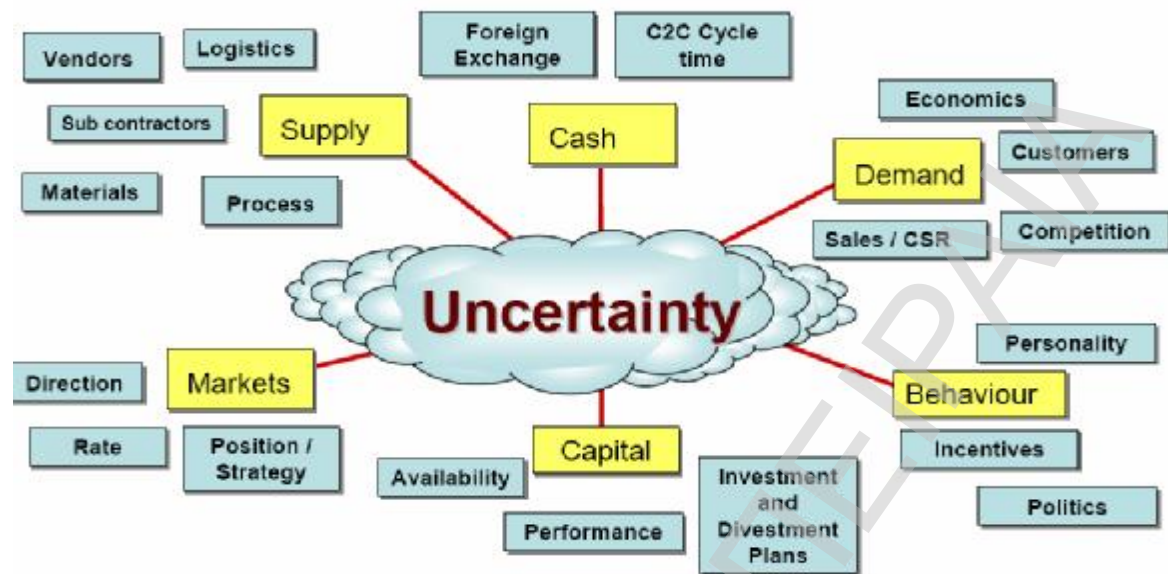 Vendors
Logistics
Sub contractors
Supply
Materials
Process
Foreign
Exchange
C2C Cycle
time
Cash
Economics
Customers
Demand
Sales / CSR
Competition
Uncertainty
Direction
Markets
Rate
Position /
Strategy
Availability
Capital
Performance
Investment
and
Divestment
Plans
Personality
Behaviour
Incentives
Politics